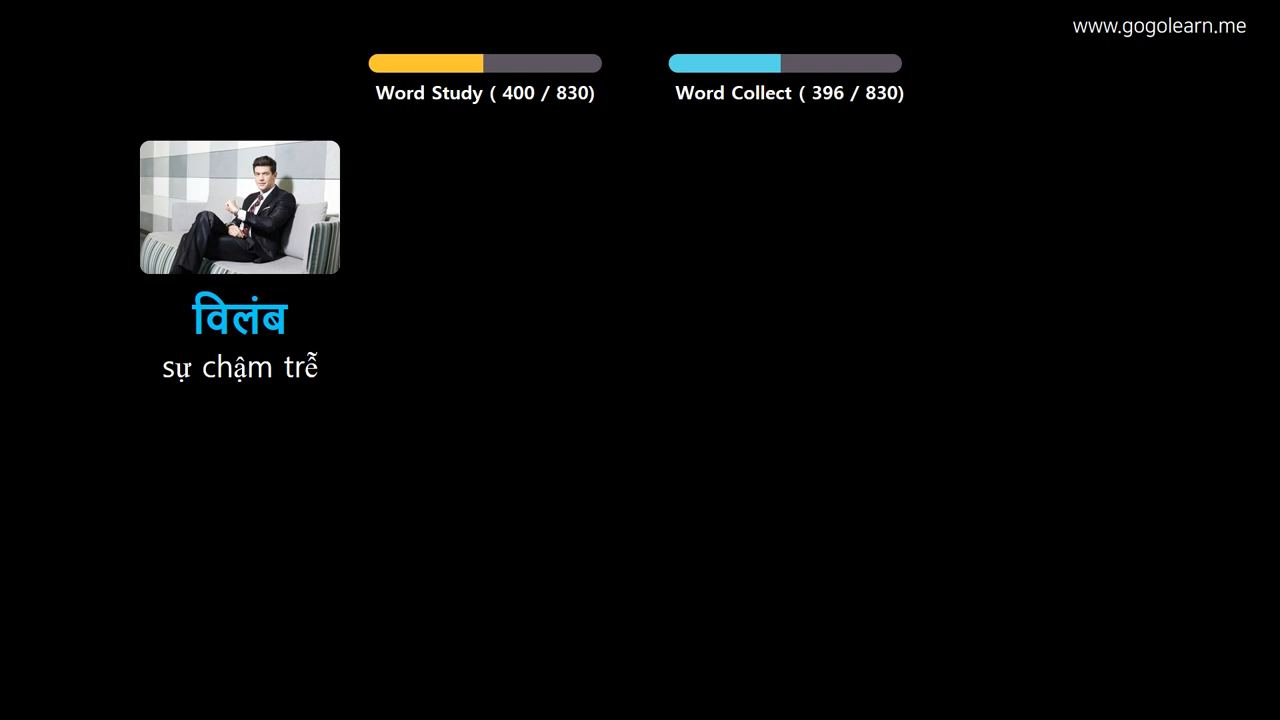 www.gogolearn.me
Word Study ( 400 / 830)
Word Collect ( 396 / 830)
विलंब
sự chậm trễ